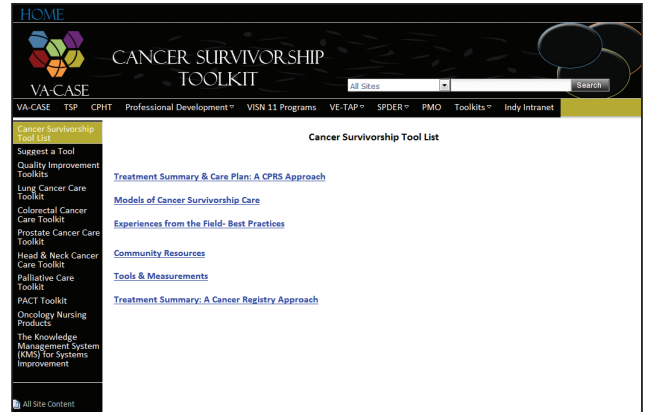 HOME
CANCER SURVIVORSHIP
TOOLKIT
VA-CASE
All Sites
Search
VA-CASE TSP CPHT Professional Development VISN 11 Programs VE-TAP SPDER PMO Toolkits Indy Intranet
Cancer Survivorship
Tool List
Suggest a Tool
Quality Improvement
Toolkits
Lung Cancer Care
Toolkit
Colorectal Cancer
Care Toolkit
Prostate Cancer Care
Toolkit
Head & Neck Cancer
Care Toolkit
Palliative Care
Toolkit
PACT Toolkit
Oncology Nursing
Products
The Knowledge
Management System
(KMS) for Systems
Improvement
All Site Content
Cancer Survivorship Tool List
Treatment Summary & Care Plan: A CPRS Approach
Models of Cancer Survivorship Care
Experiences from the Field- Best Practices
Community Resources
Tools & Measurements
Treatment Summary: A Cancer Registry Approach